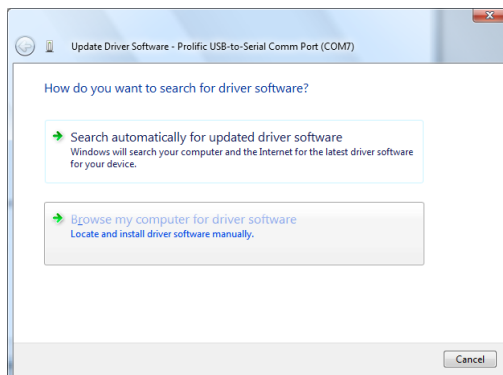 Update Driver Software - Prolific USB-to-Serial Comm Port (COM7)
How do you want to search for driver software?
Search automatically for updated driver software
Windows will search your computer and the Internet for the latest driver software
for your device.
Browse my computer for driver software
Locate and install driver software manually.
Cancel